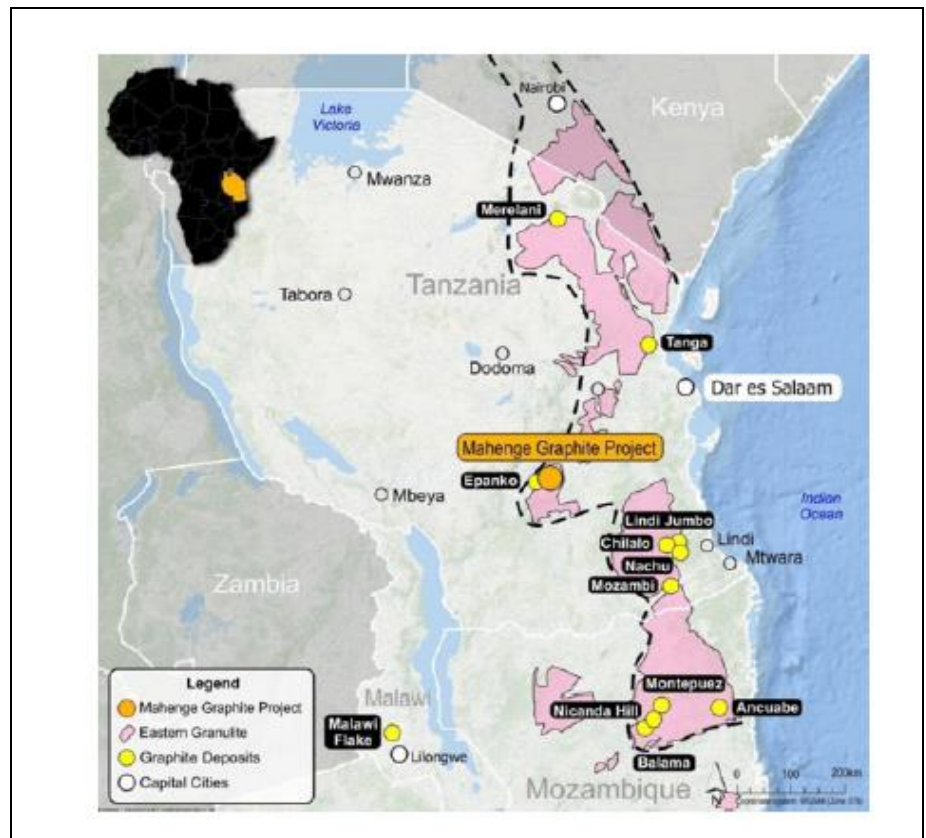 Nairobi
Kenya
Lake
Victoria
Mwanza
Merelani
Tanzania
Tabora
Tanga
Dodoma
Dar es Salaam
Mahenge Graphite Project
Epanko
Mbeya
Indian
Ocean
Lindi Jumbo
Chilalo
Lindi
Mtwara
Nachu
Mozambi
Zambia
Legend
Mahenge Graphite Project
Eastern Granulite
Graphite Deposits
Capital Cities
Malawi
Malawi
Flake
Lilongwe
Montepuez
Nicanda Hill
Ancuabe
Balama
Mozambique
N
0 100 200km